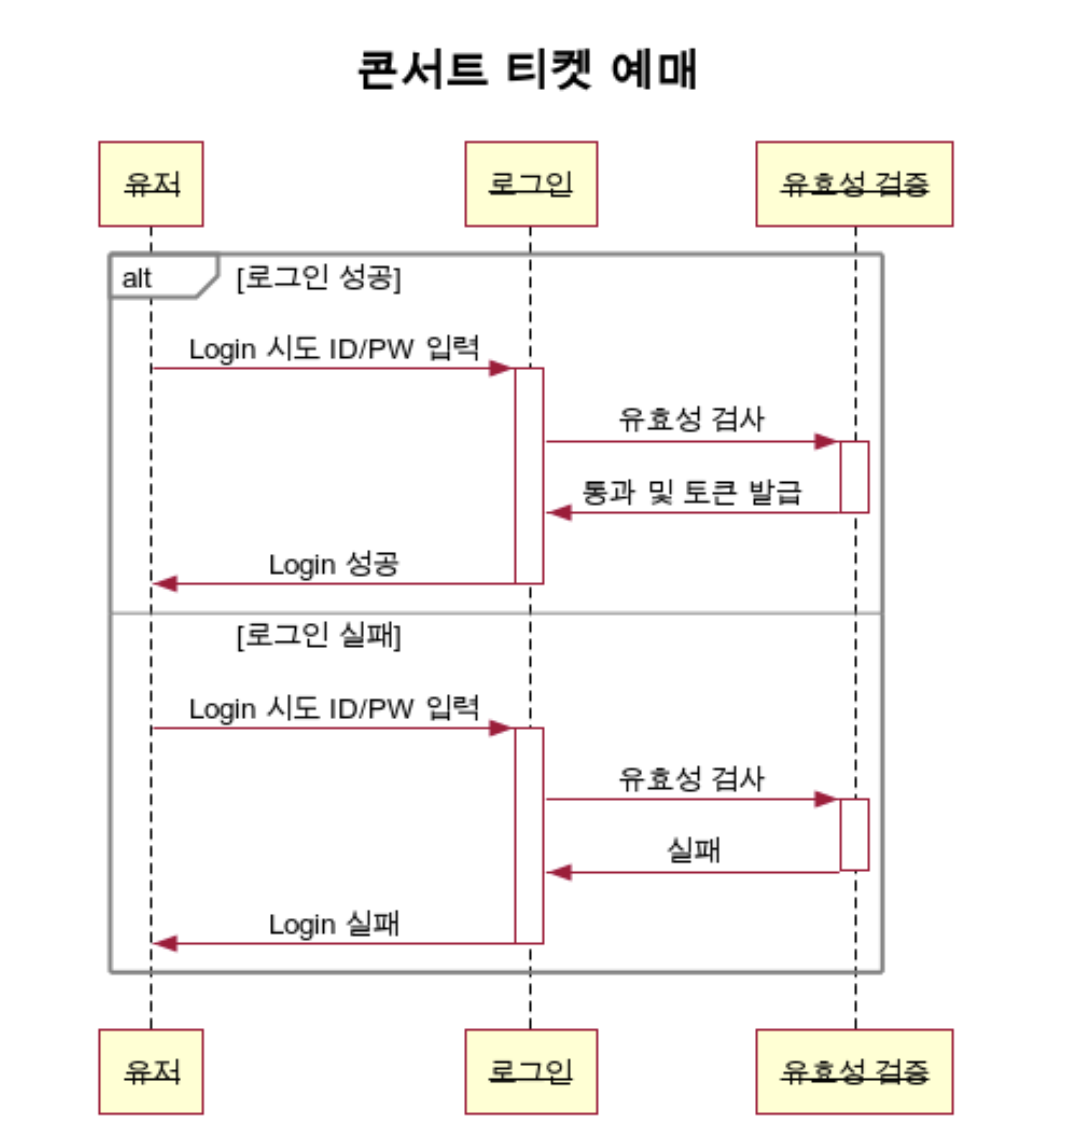 콘서트 티켓 예매
유저
로그인
유효성 검증
alt
[로그인 성공]
Login 시도 ID/PW 입력
유효성 검사
통과 및 토큰 발급
Login 성공
[로그인 실패]
Login 시도 ID/PW 입력
유효성 검사
실패
Login 실패
유저
로그인
유효성 검증